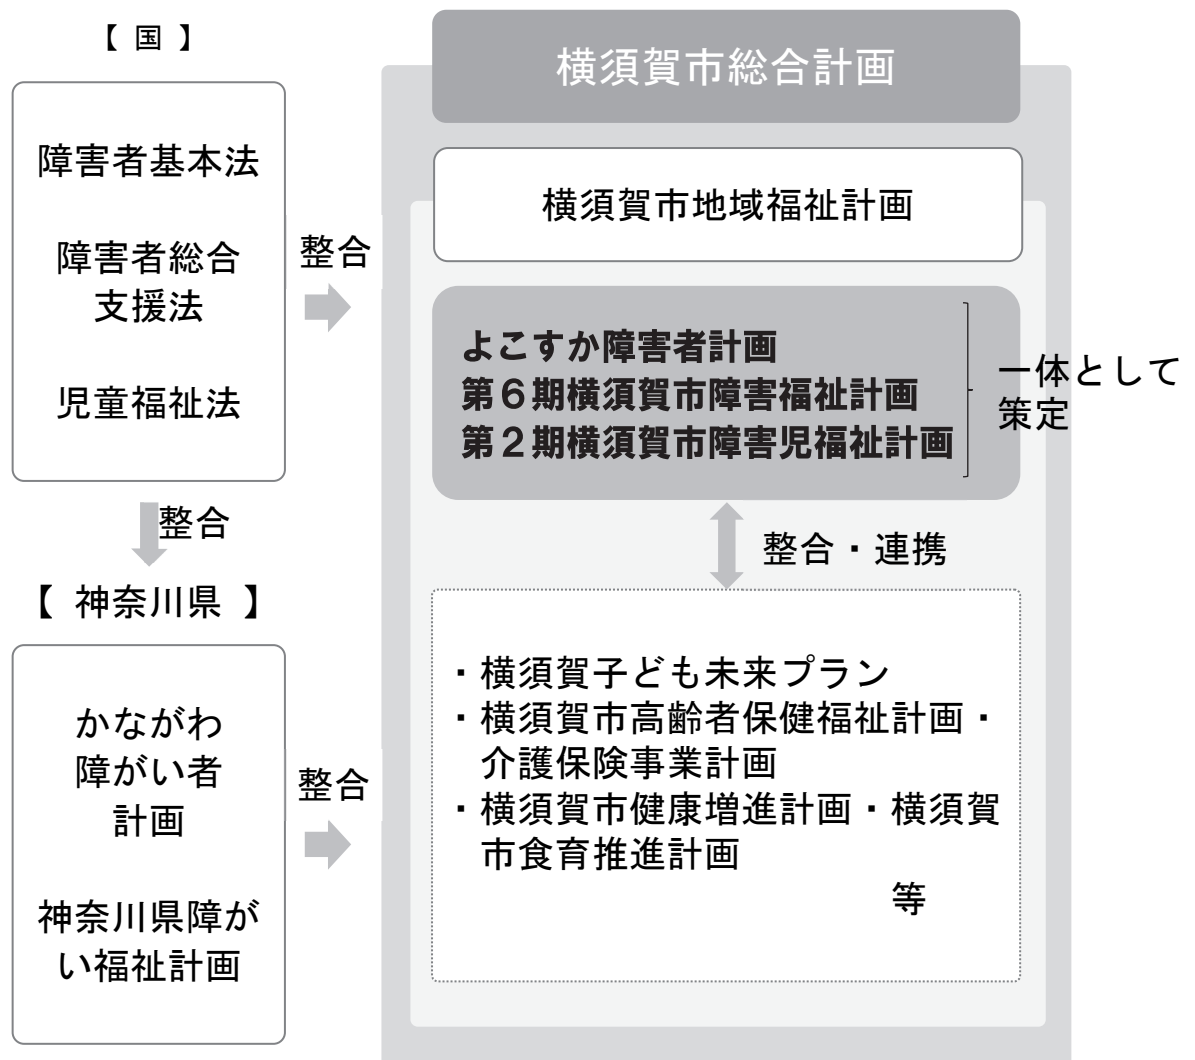 【 国 】
障害者基本法
障害者総合
支援法
児童福祉法
整合
整合
【 神奈川県 】
かながわ
障がい者
計画
神奈川県障が
い福祉計画
整合
横須賀市総合計画
横須賀市地域福祉計画
よこすか障害者計画
第６期横須賀市障害福祉計画
第２期横須賀市障害児福祉計画
一体として
策定
整合・連携
・横須賀子ども未来プラン
・横須賀市高齢者保健福祉計画・
介護保険事業計画
・横須賀市健康増進計画・横須賀
市食育推進計画
等